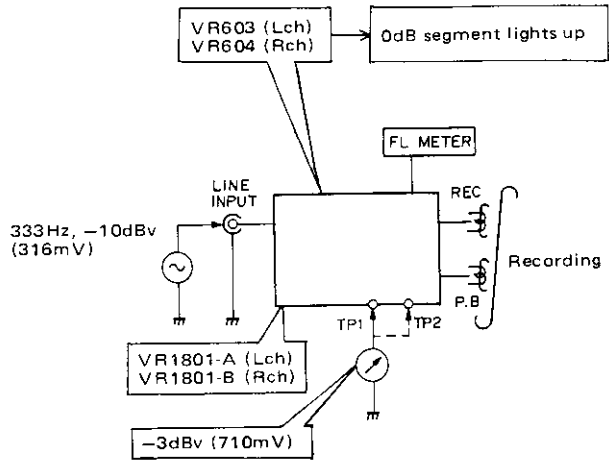 VR603 (Lch)
VR604 (Rch)
0dB segment lights up
FL METER
LINE
INPUT
REC
333Hz, −10dBv
(316mV)
Recording
P.B
TP1
TP2
VR1801-A (Lch)
VR1801-B (Rch)
−3dBv (710mV)